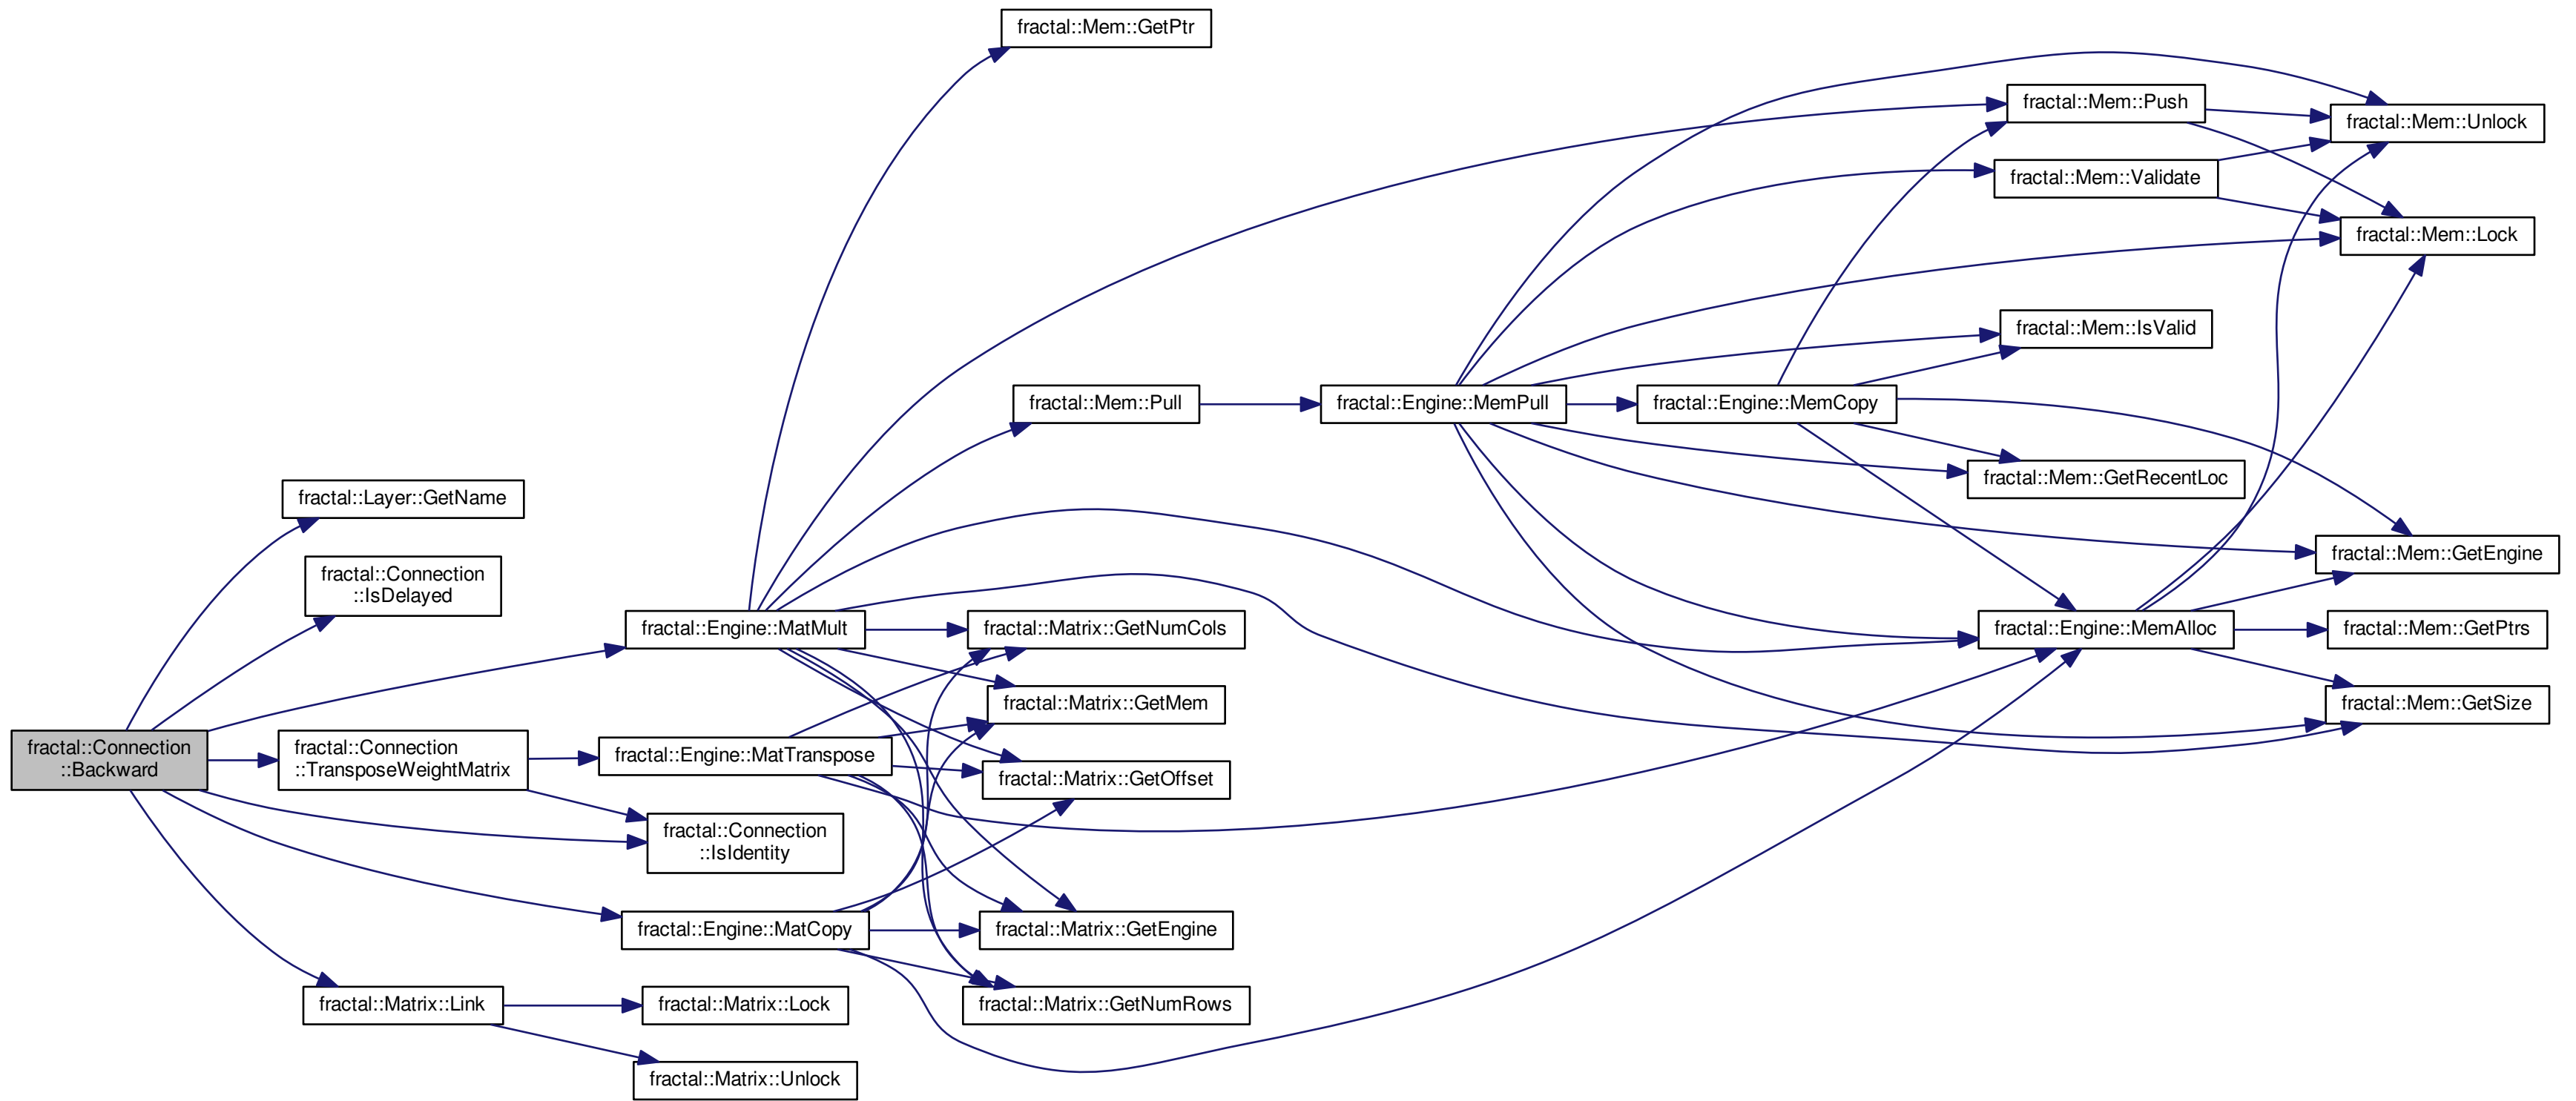 fractal::Mem::GetPtr
fractal::Mem::Push
fractal::Mem::Unlock
fractal::Mem::Validate
fractal::Mem::Lock
fractal::Mem::IsValid
fractal::Mem::Pull
fractal::Engine::MemPull
fractal::Engine::MemCopy
fractal::Mem::GetRecentLoc
fractal::Layer::GetName
fractal::Mem::GetEngine
fractal::Connection
::IsDelayed
fractal::Engine::MatMult
fractal::Matrix::GetNumCols
fractal::Engine::MemAlloc
fractal::Mem::GetPtrs
fractal::Matrix::GetMem
fractal::Mem::GetSize
fractal::Connection
::Backward
fractal::Connection
::TransposeWeightMatrix
fractal::Engine::MatTranspose
fractal::Matrix::GetOffset
fractal::Connection
::IsIdentity
fractal::Engine::MatCopy
fractal::Matrix::GetEngine
fractal::Matrix::Link
fractal::Matrix::Lock
fractal::Matrix::GetNumRows
fractal::Matrix::Unlock